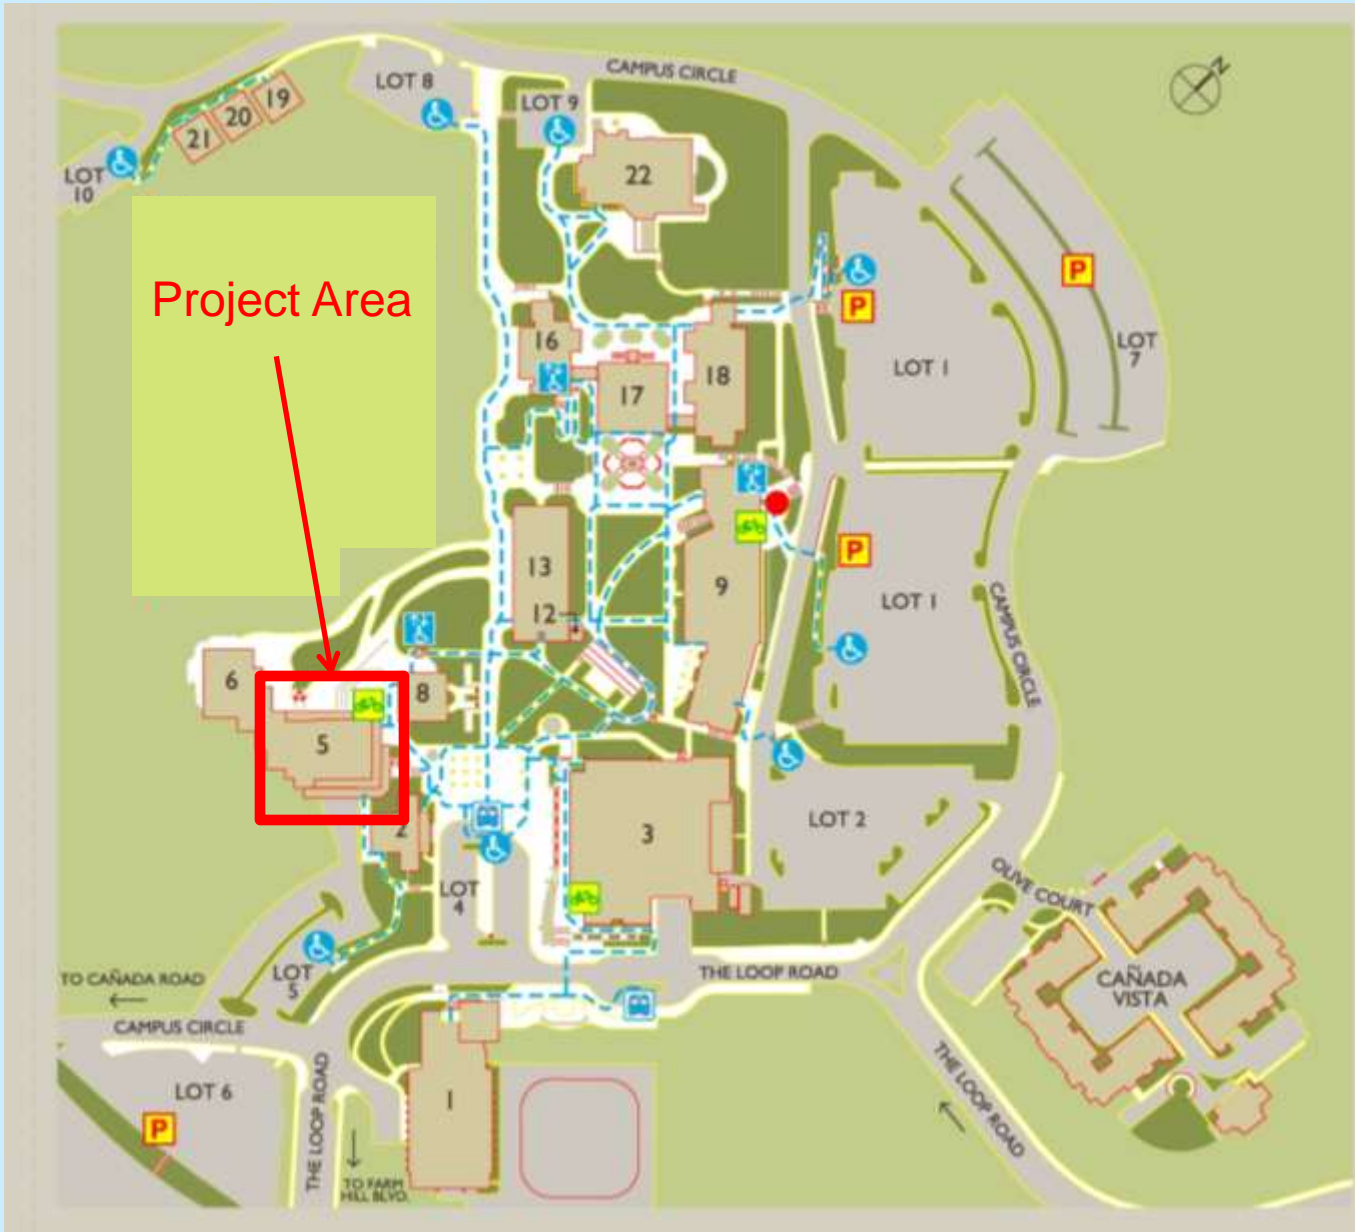 CAMPUS CIRCLE
N
LOT 8
LOT 9
19
20
21
LOT
10
22
P
Project Area
P
LOT
7
16
LOT 1
18
17
P
13
9
12
LOT 1
CAMPUS CIRCLE
6
8
5
2
3
LOT 2
LOT
4
OLIVE COURT
LOT
5
TO CAÑADA ROAD
THE LOOP ROAD
CAÑADA
VISTA
CAMPUS CIRCLE
LOT 6
THE LOOP ROAD
1
THE LOOP ROAD
P
TO FARM
HILL BLVD.